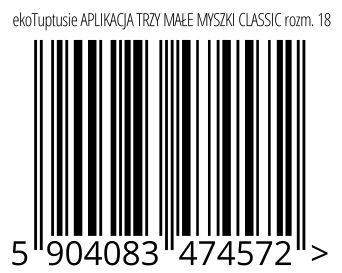 ekoTuptusie APLIKACJA TRZY MAŁE MYSZKI CLASSIC rozm. 18
5 904083 474572 >